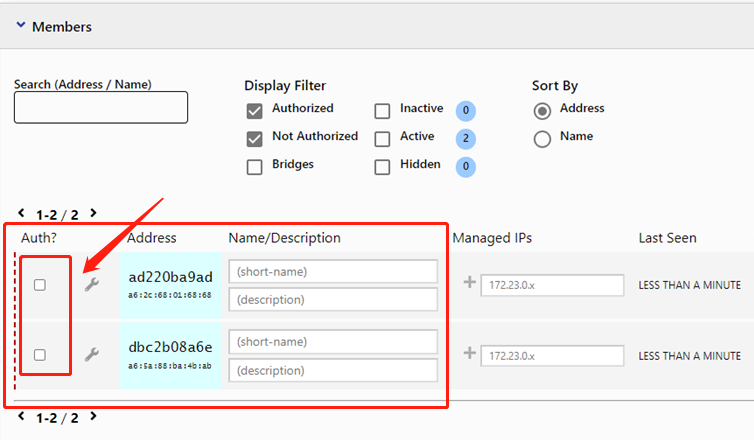 Members
Search (Address / Name)
Display Filter
Sort By
Authorized
Inactive
0
Address
Not Authorized
Active
2
Name
Bridges
Hidden
0
1-2 / 2
Auth?
Address
Name/Description
Managed IPs
Last Seen
ad220ba9ad
a6:2c:68:01:68:68
(short-name)
(description)
172.23.0.x
LESS THAN A MINUTE
dbc2b08a6e
a6:5a:88:ba:4b:ab
(short-name)
(description)
172.23.0.x
LESS THAN A MINUTE
1-2 / 2